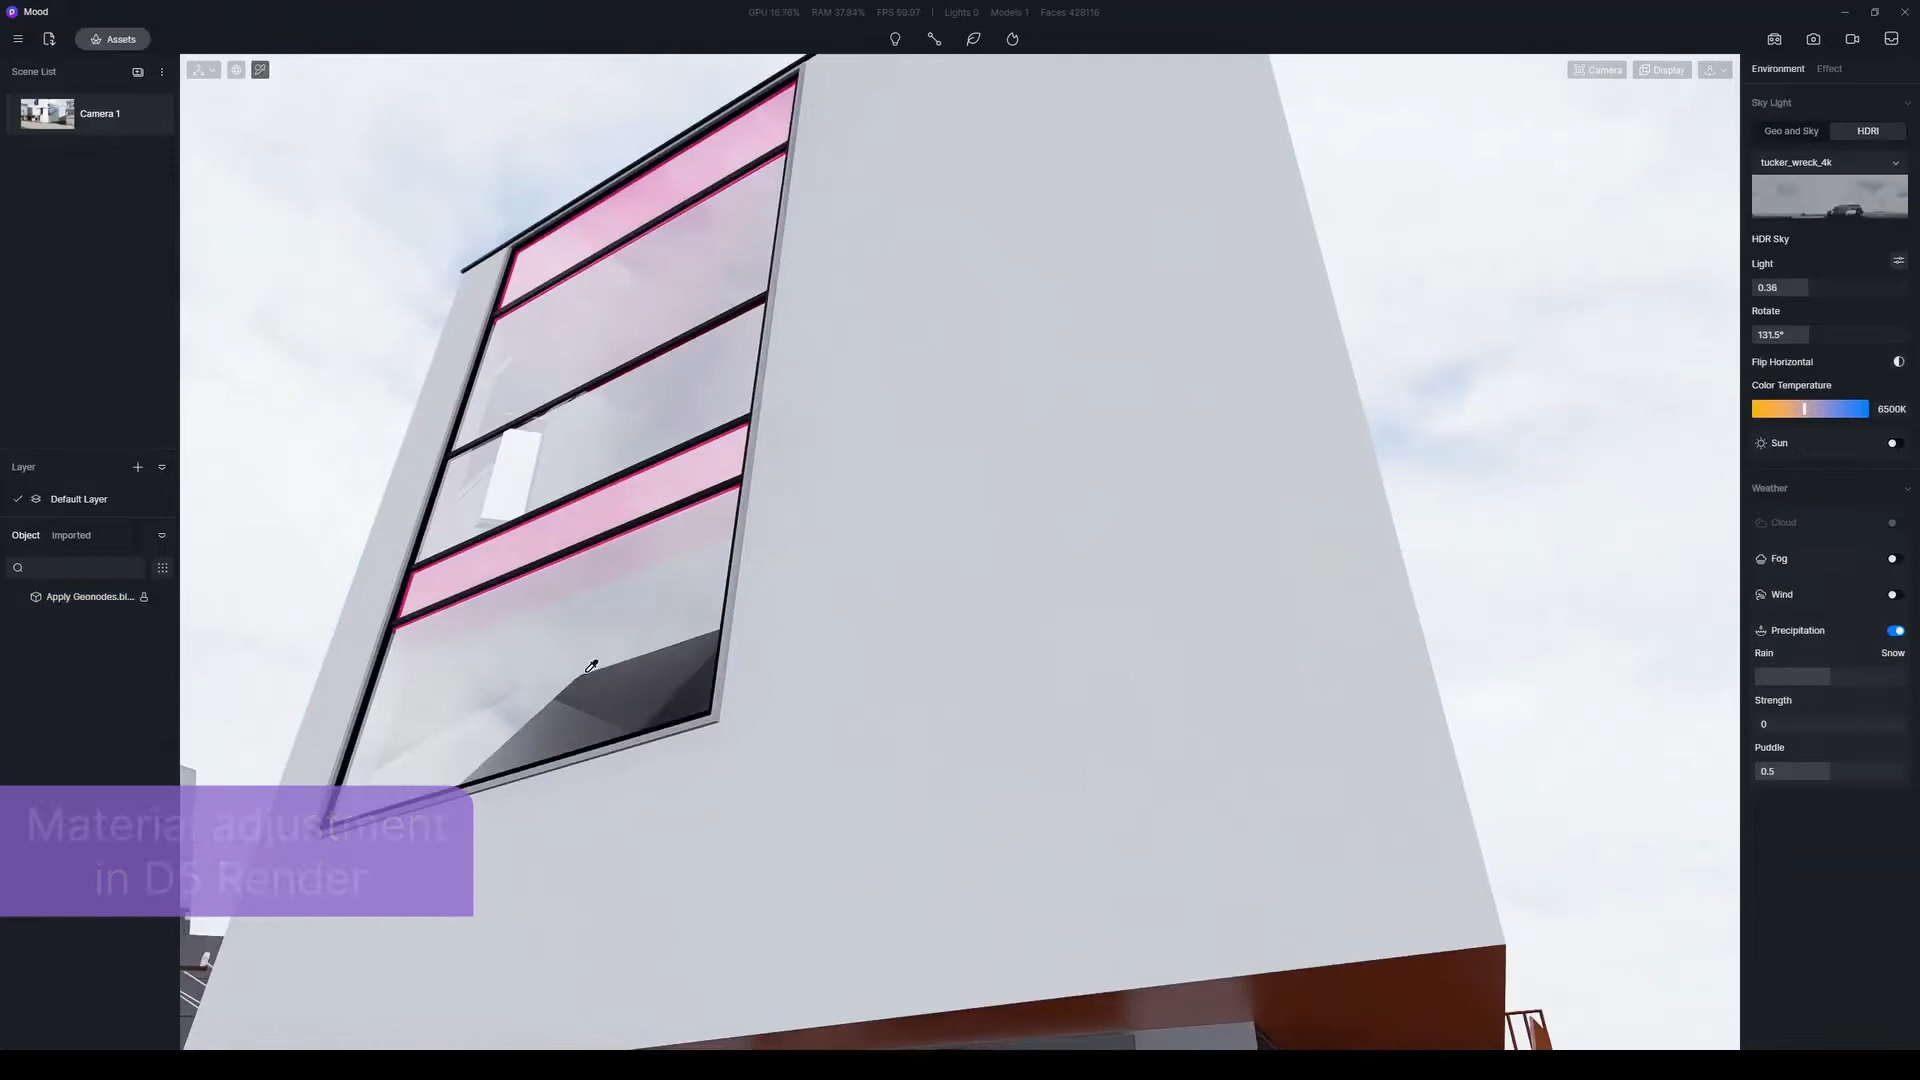 Mood
GPU 16.78% RAM 37.94% FPS 59.97 | Lights 0 Models 1 Faces 428116
Assets
Scene List
Camera 1
Camera
Display
Environment Effect
Sky Light
Geo and Sky HDRI
tucker_wreck_4k
HDR Sky
Light
0.36
Rotate
131.5°
Flip Horizontal
Color Temperature
6500K
Sun
Weather
Cloud
Fog
Wind
Precipitation
Rain Snow
Strength
0
Puddle
0.5
Layer
Default Layer
Object Imported
Apply Geonodes.bl...
Material adjustment
in D5 Render